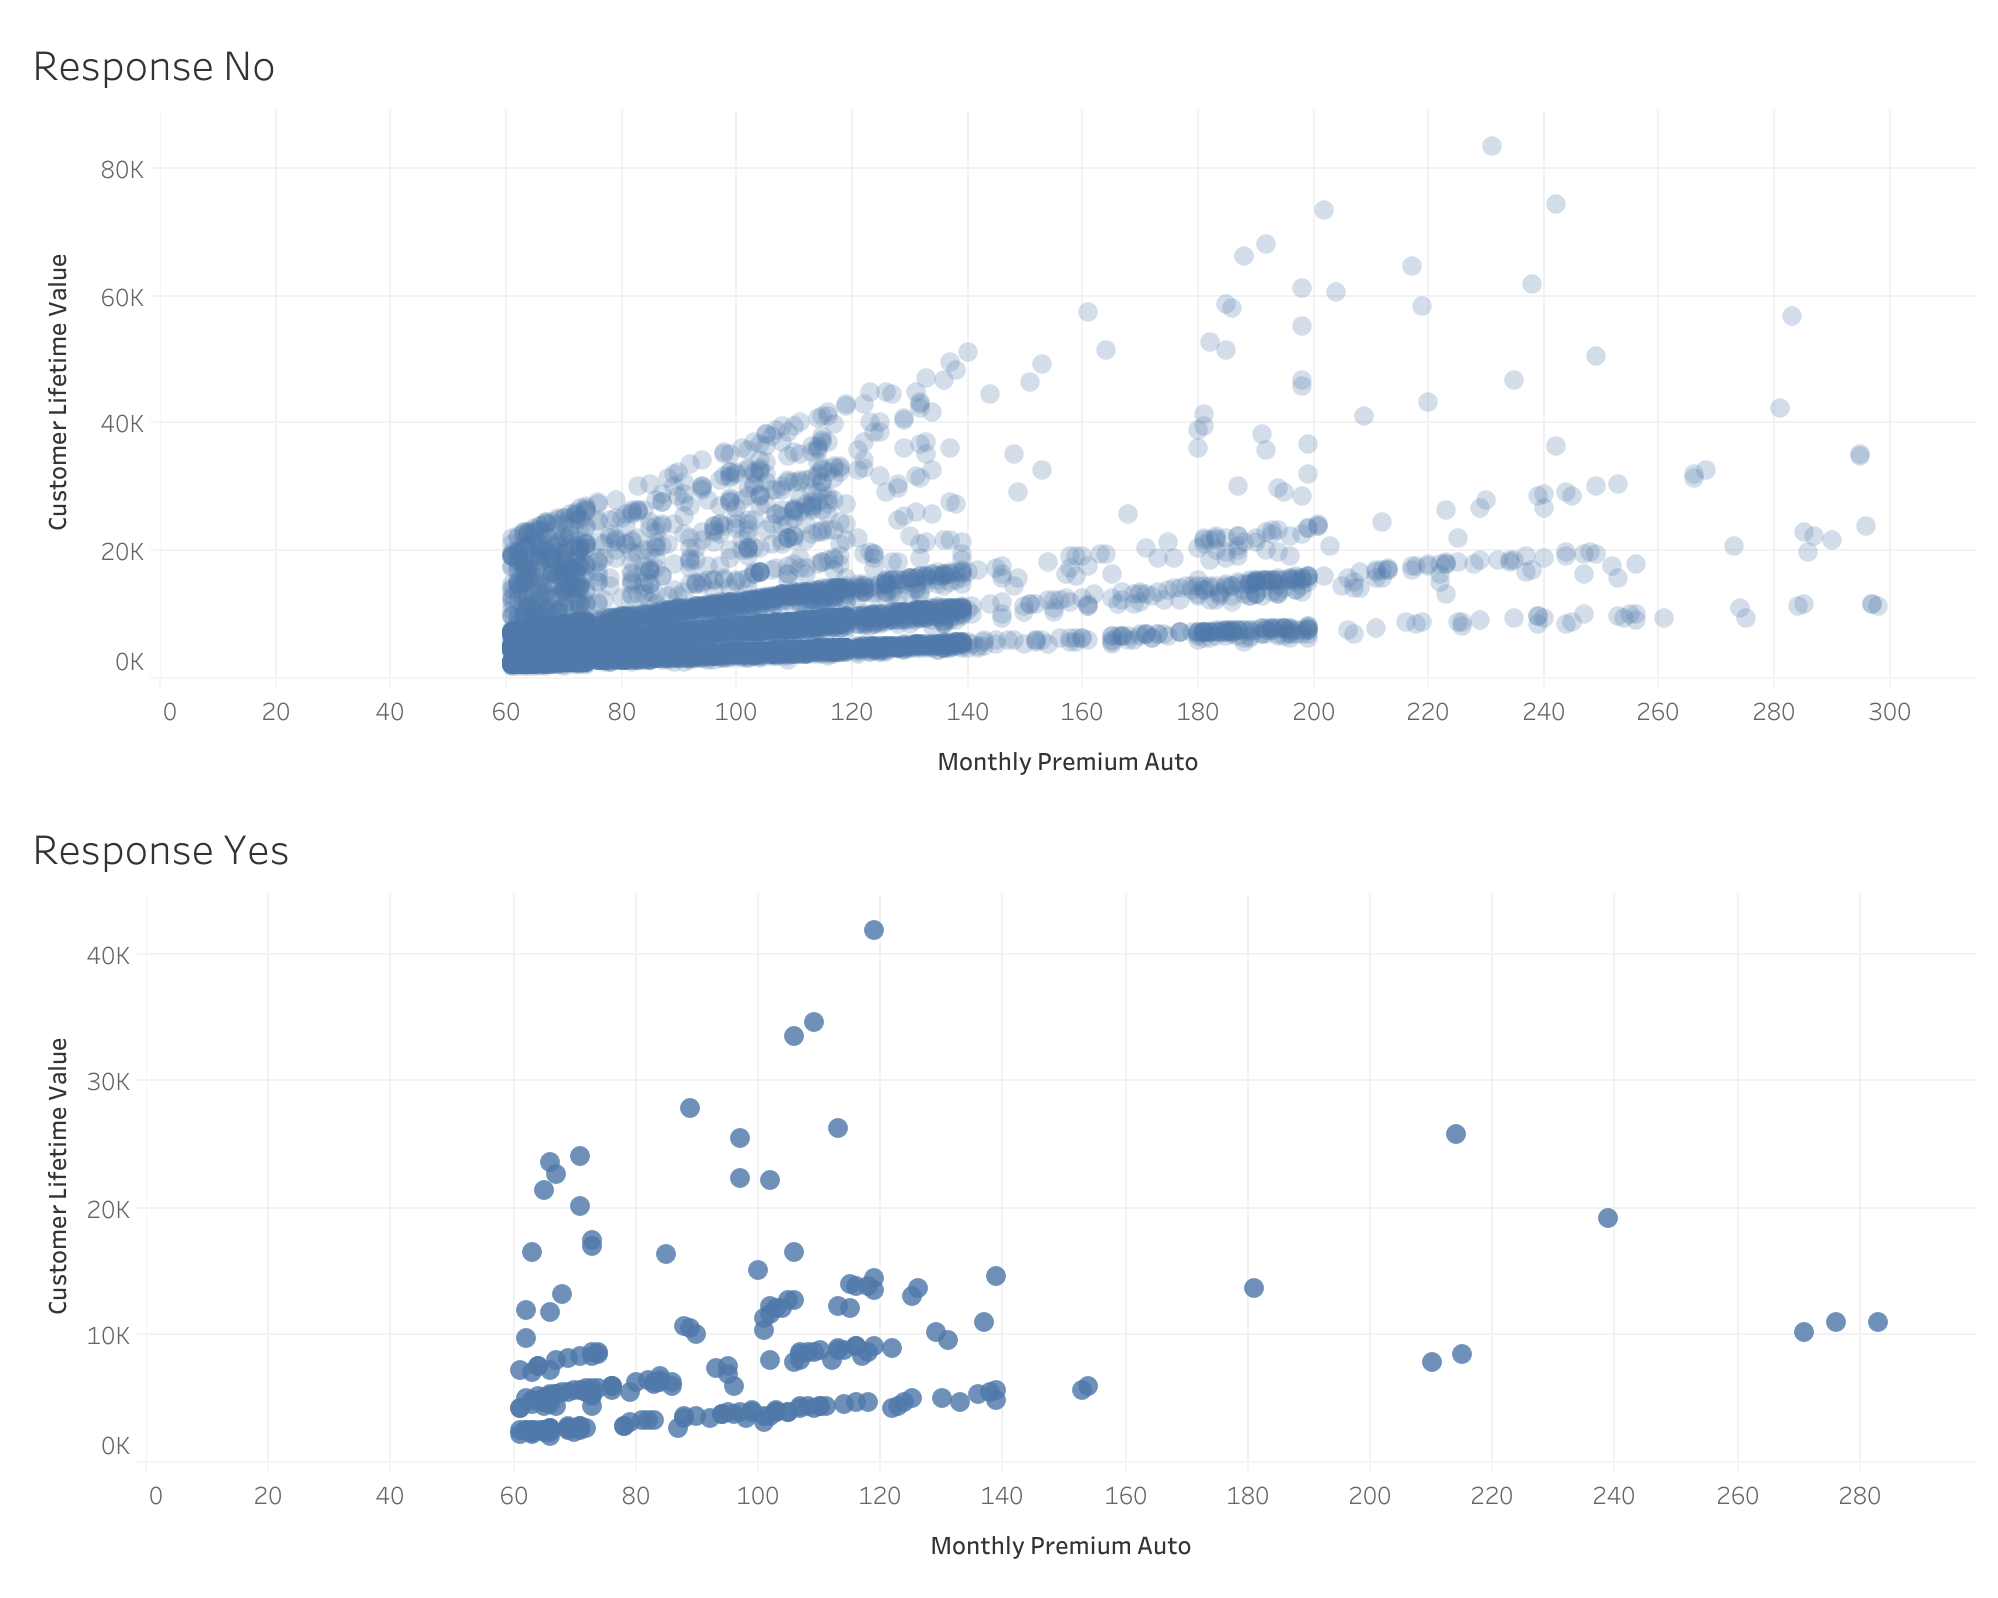 Response No
Customer Lifetime Value
80K
60K
40K
20K
0K
0 20 40 60 80 100 120 140 160 180 200 220 240 260 280 300
Monthly Premium Auto
Response Yes
Customer Lifetime Value
40K
30K
20K
10K
0K
0 20 40 60 80 100 120 140 160 180 200 220 240 260 280
Monthly Premium Auto